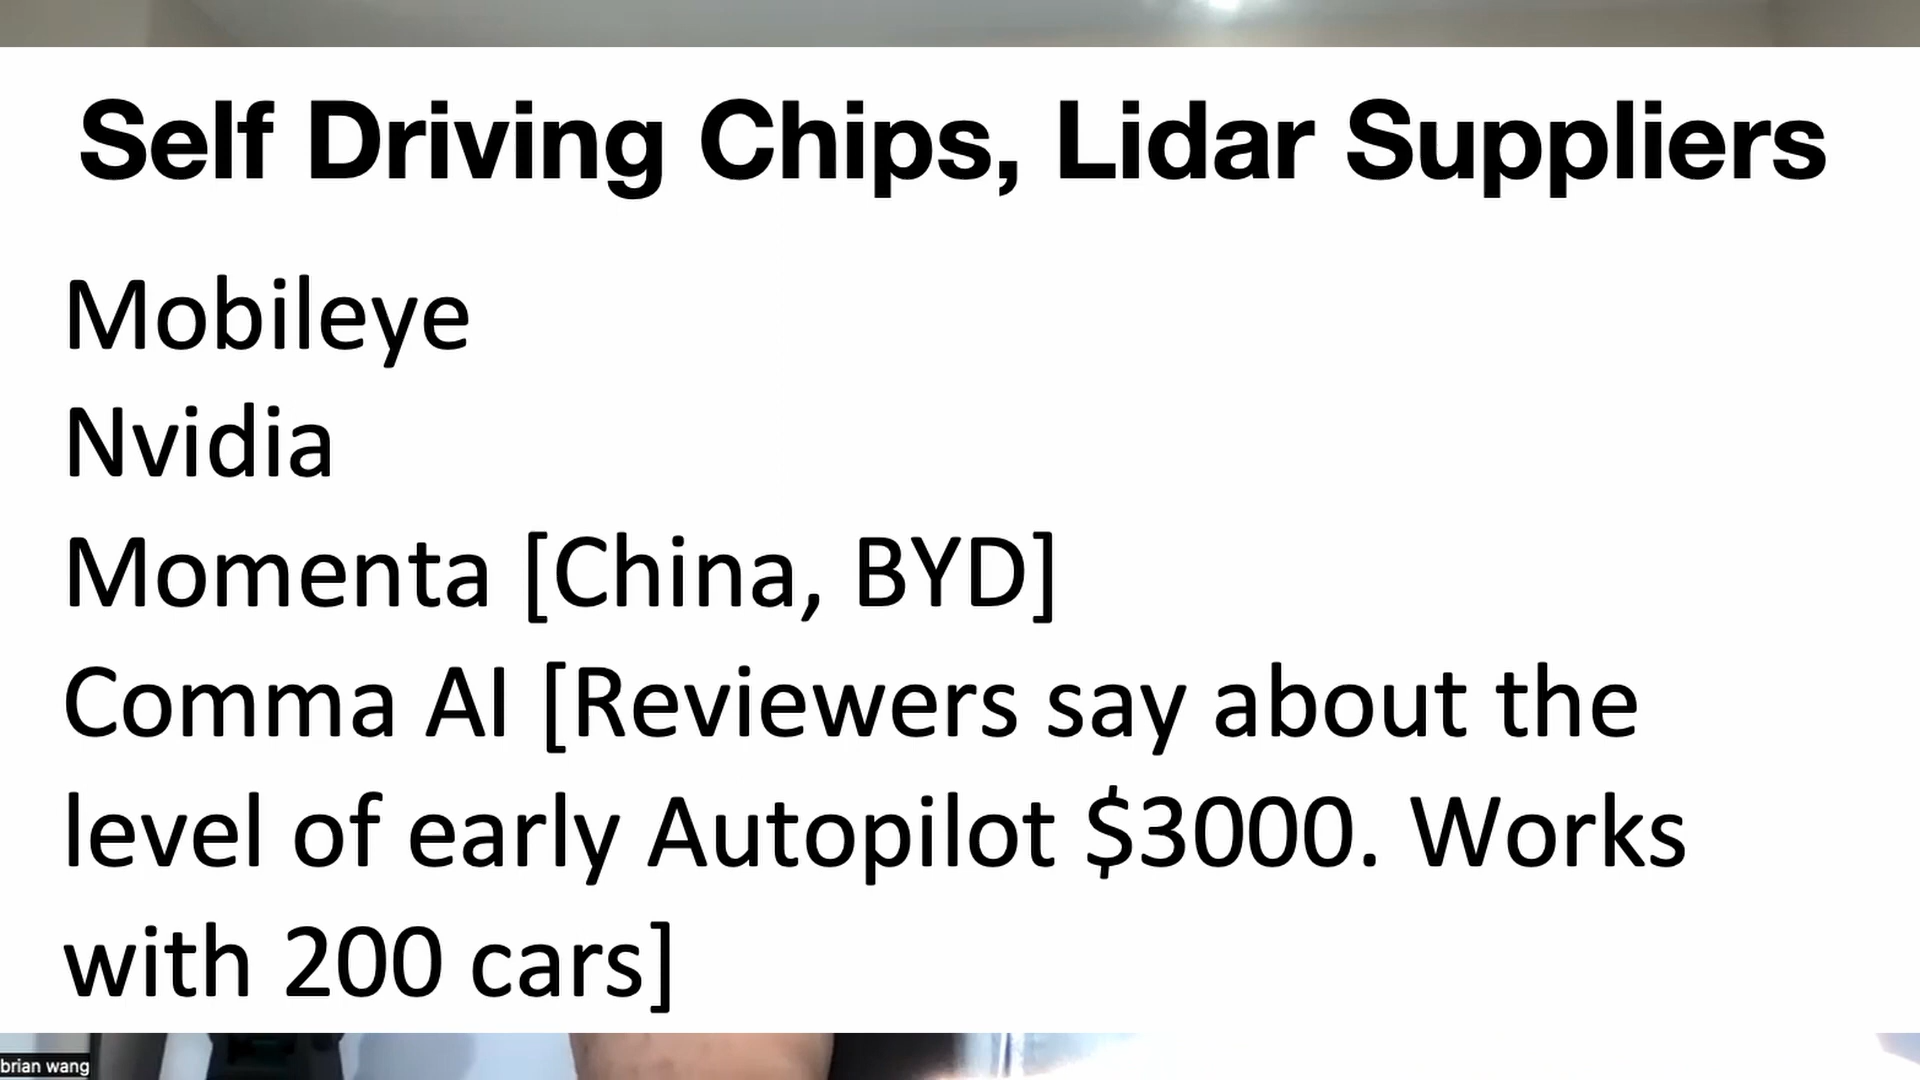 Self Driving Chips, Lidar Suppliers
Mobileye
Nvidia
Momenta [China, BYD]
Comma AI [Reviewers say about the
level of early Autopilot $3000. Works
with 200 cars]
brian wang